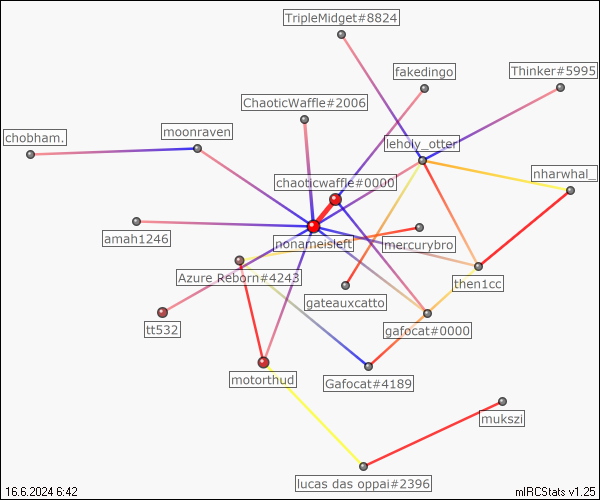 TripleMidget#8824
fakedingo
Thinker#5995
ChaoticWaffle#2006
chobham.
moonraven
leholy_otter
chaoticwaffle#0000
nharwhal_
amah1246
nonameisleft
mercurybro
Azure Reborn#4243
then1cc
gateauxcatto
tt532
gafocat#0000
motorthud
Gafocat#4189
mukszi
lucas das oppai#2396
16.6.2024 6:42
mIRCStats v1.25